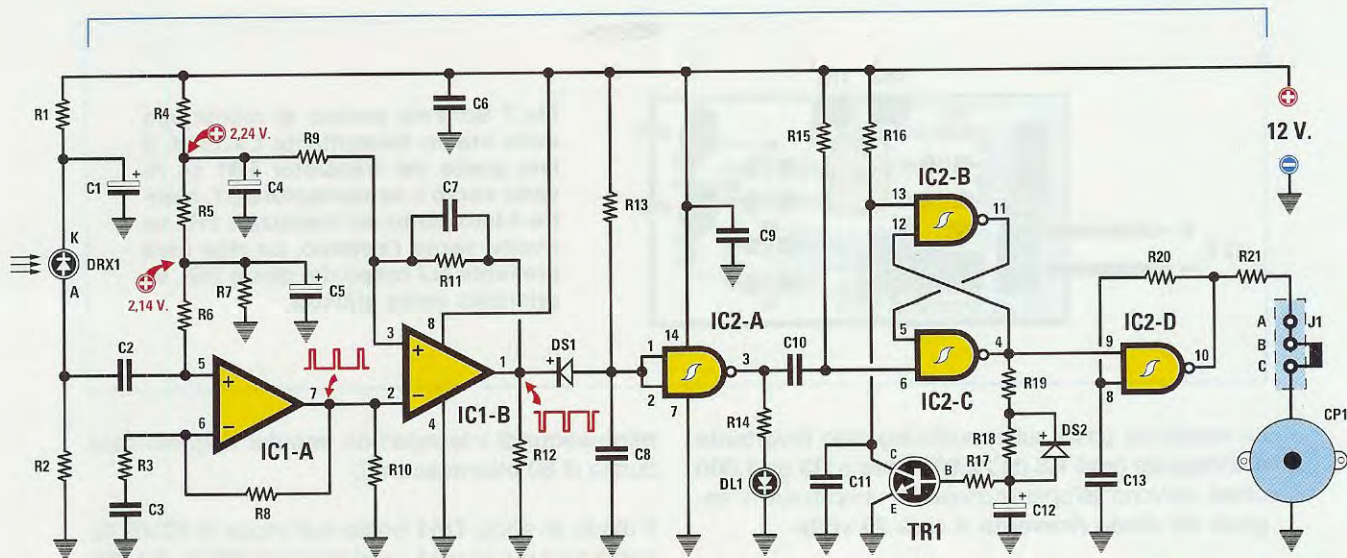 R1
R4
2,24 V.
R9
C6
R15
R16
12 V.
C1
C4
R5
C7
R13
IC2-B
13
12
11
C9
K
DRX1
A
2,14 V.
R7
C5
R11
R20
R21
R6
3
8
IC2-A
14
5
4
IC2-D
A
B
C
J1
C2
5
7
IC1-A
6
1
DS1
1
2
3
C10
6
IC2-C
9
10
8
2
IC1-B
4
7
R19
R14
R18
DS2
CP1
R2
R3
R8
R10
R12
C8
C
B
R17
C13
C3
DL1
C11
E
C12
TR1